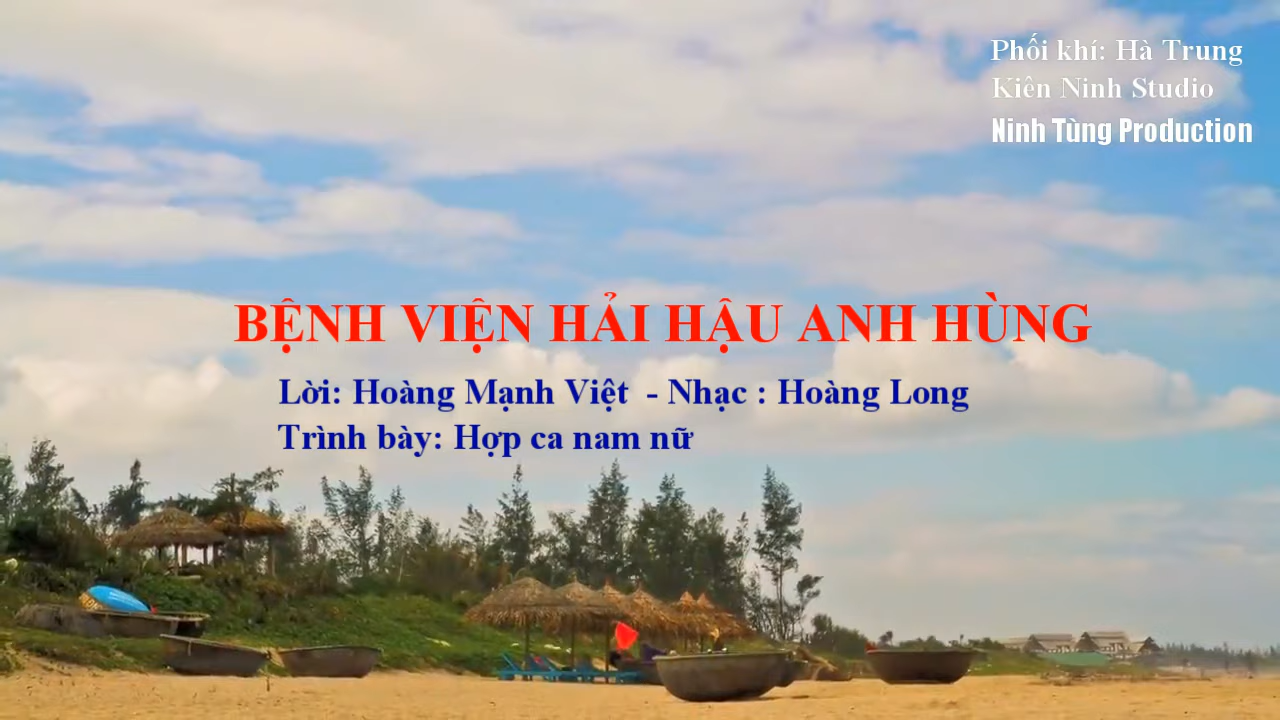 Phối khí: Hà Trung
Kiên Ninh Studio
Ninh Tùng Production
BỆNH VIỆN HẢI HẬU ANH HÙNG
Lời: Hoàng Mạnh Việt - Nhạc : Hoàng Long
Trình bày: Hợp ca nam nữ